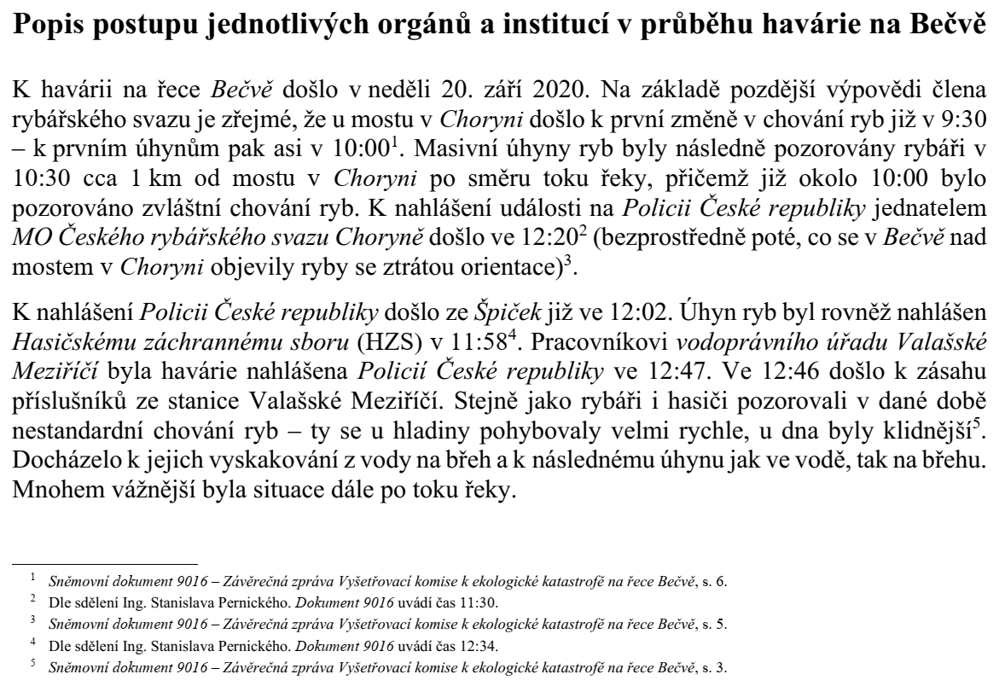 Popis postupu jednotlivých orgánů a institucí v průběhu havárie na Bečvě
K havárii na řece Bečvě došlo v neděli 20. září 2020. Na základě pozdější výpovědi člena
rybářského svazu je zřejmé, že u mostu v Choryni došlo k první změně v chování ryb již v 9:30
– k prvním úhynům pak asi v 10:00¹. Masivní úhyny ryb byly následně pozorovány rybáři v
10:30 cca 1 km od mostu v Choryni po směru toku řeky, přičemž již okolo 10:00 bylo
pozorováno zvláštní chování ryb. K nahlášení události na Policii České republiky jednatelem
MO Českého rybářského svazu Choryně došlo ve 12:20² (bezprostředně poté, co se v Bečvě nad
mostem v Choryni objevily ryby se ztrátou orientace)³.
K nahlášení Policii České republiky došlo ze Špiček již ve 12:02. Úhyn ryb byl rovněž nahlášen
Hasičskému záchrannému sboru (HZS) v 11:58⁴. Pracovníkovi vodoprávního úřadu Valašské
Meziříčí byla havárie nahlášena Policií České republiky ve 12:47. Ve 12:46 došlo k zásahu
příslušníků ze stanice Valašské Meziříčí. Stejně jako rybáři i hasiči pozorovali v dané době
nestandardní chování ryb – ty se u hladiny pohybovaly velmi rychle, u dna byly klidnější⁵.
Docházelo k jejich vyskakování z vody na břeh a k následnému úhynu jak ve vodě, tak na břehu.
Mnohem vážnější byla situace dále po toku řeky.
¹ Sněmovní dokument 9016 – Závěrečná zpráva Vyšetřovací komise k ekologické katastrofě na řece Bečvě, s. 6.
² Dle sdělení Ing. Stanislava Pernického. Dokument 9016 uvádí čas 11:30.
³ Sněmovní dokument 9016 – Závěrečná zpráva Vyšetřovací komise k ekologické katastrofě na řece Bečvě, s. 5.
⁴ Dle sdělení Ing. Stanislava Pernického. Dokument 9016 uvádí čas 12:34.
⁵ Sněmovní dokument 9016 – Závěrečná zpráva Vyšetřovací komise k ekologické katastrofě na řece Bečvě, s. 3.